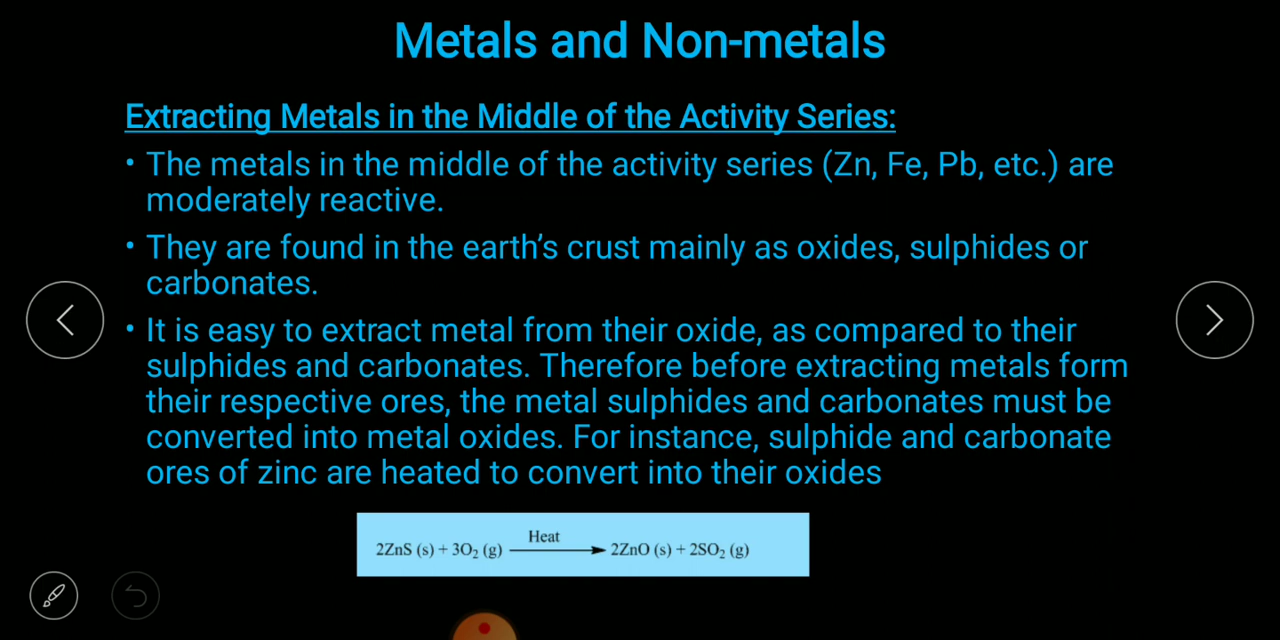 Metals and Non-metals
Extracting Metals in the Middle of the Activity Series:
• The metals in the middle of the activity series (Zn, Fe, Pb, etc.) are
moderately reactive.
• They are found in the earth's crust mainly as oxides, sulphides or
carbonates.
• It is easy to extract metal from their oxide, as compared to their
sulphides and carbonates. Therefore before extracting metals form
their respective ores, the metal sulphides and carbonates must be
converted into metal oxides. For instance, sulphide and carbonate
ores of zinc are heated to convert into their oxides
Heat
2ZnS (s) + 3O₂ (g) ⟶ 2ZnO (s) + 2SO₂ (g)